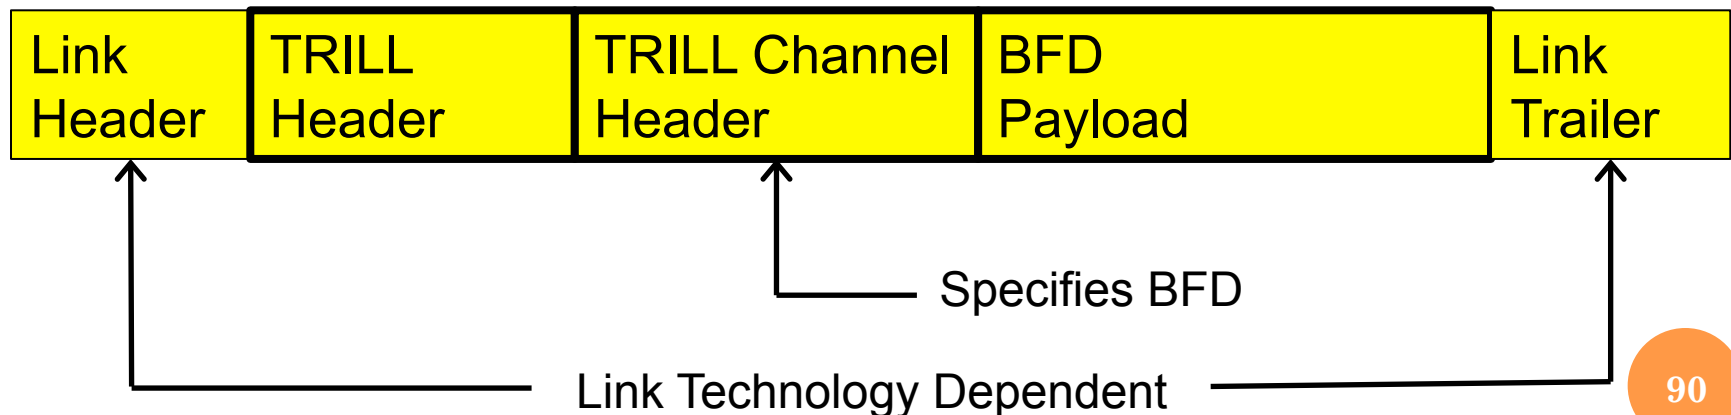 Link
Header
TRILL
Header
TRILL Channel
Header
BFD
Payload
Link
Trailer
Specifies BFD
Link Technology Dependent
90